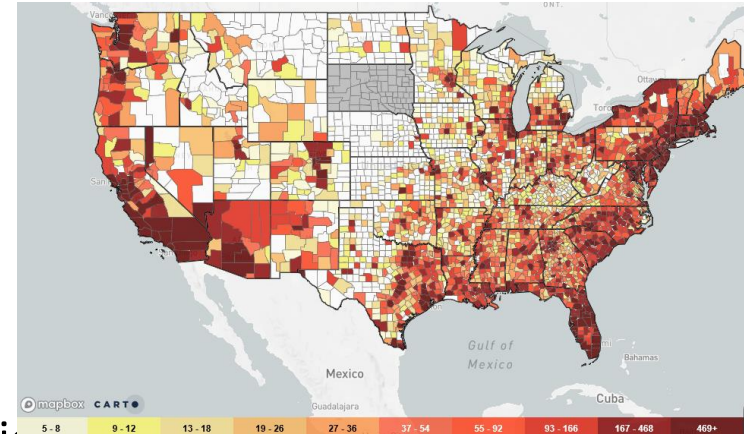 ONT.
Ottawa
Toro
Gulf of
Mexico
Mexico
Bahamas
Cuba
Guadalajara
mapbox CARTO
5 - 8 9 - 12 13 - 18 19 - 26 27 - 36 37 - 54 55 - 92 93 - 166 167 - 468 469+